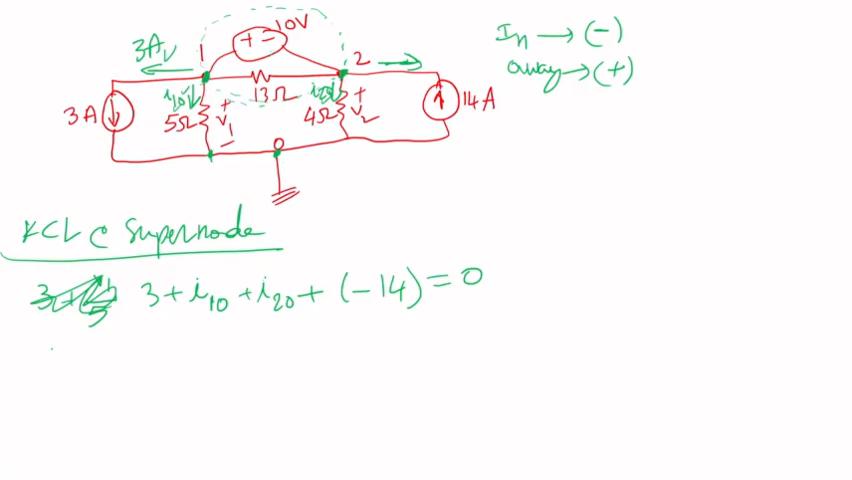 10V
+ -
3A
1
2
In → (-)
away → (+)
3A
i10
5Ω
+
V1
-
13Ω
i20
4Ω
+
V2
-
14A
0
KCL @ Supernode
3 + i10 + i20 + (-14) = 0